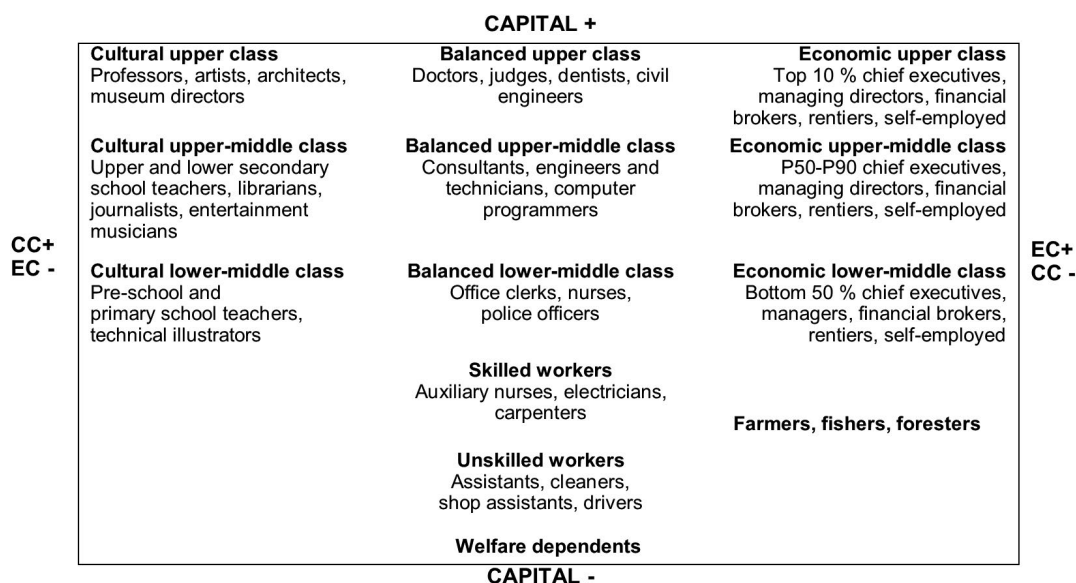 CAPITAL +
Cultural upper class
Professors, artists, architects,
museum directors
Balanced upper class
Doctors, judges, dentists, civil
engineers
Economic upper class
Top 10 % chief executives,
managing directors, financial
brokers, rentiers, self-employed
Cultural upper-middle class
Upper and lower secondary
school teachers, librarians,
journalists, entertainment
musicians
Balanced upper-middle class
Consultants, engineers and
technicians, computer
programmers
Economic upper-middle class
P50-P90 chief executives,
managing directors, financial
brokers, rentiers, self-employed
CC+
EC -
EC+
CC -
Cultural lower-middle class
Pre-school and
primary school teachers,
technical illustrators
Balanced lower-middle class
Office clerks, nurses,
police officers
Economic lower-middle class
Bottom 50 % chief executives,
managers, financial brokers,
rentiers, self-employed
Skilled workers
Auxiliary nurses, electricians,
carpenters
Farmers, fishers, foresters
Unskilled workers
Assistants, cleaners,
shop assistants, drivers
Welfare dependents
CAPITAL -